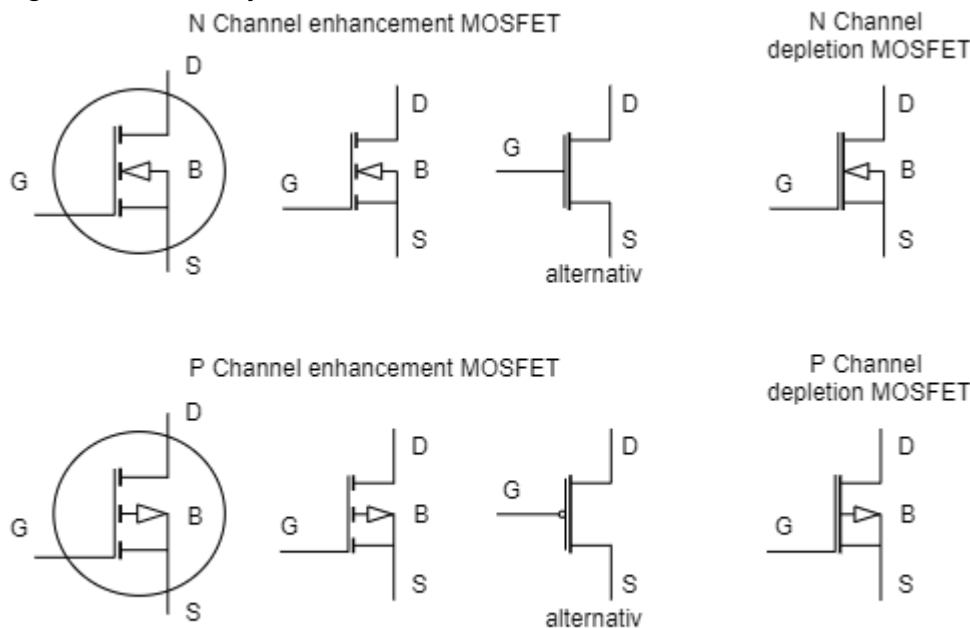 N Channel enhancement MOSFET
N Channel
depletion MOSFET
D
G
B
S
D
G
B
S
D
G
S
alternativ
D
G
B
S
P Channel enhancement MOSFET
P Channel
depletion MOSFET
D
G
B
S
D
G
B
S
D
G
S
alternativ
D
G
B
S